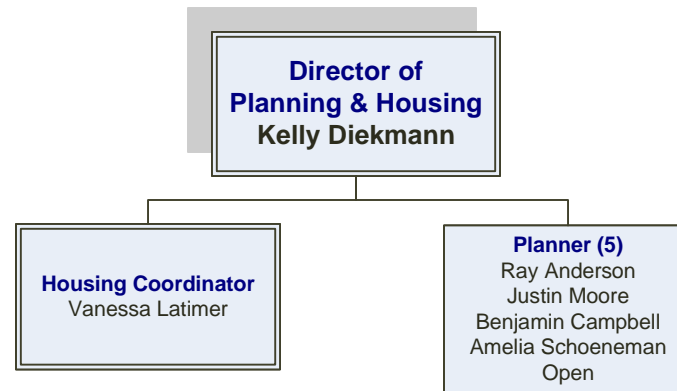 Director of
Planning & Housing
Kelly Diekmann
Housing Coordinator
Vanessa Latimer
Planner (5)
Ray Anderson
Justin Moore
Benjamin Campbell
Amelia Schoeneman
Open